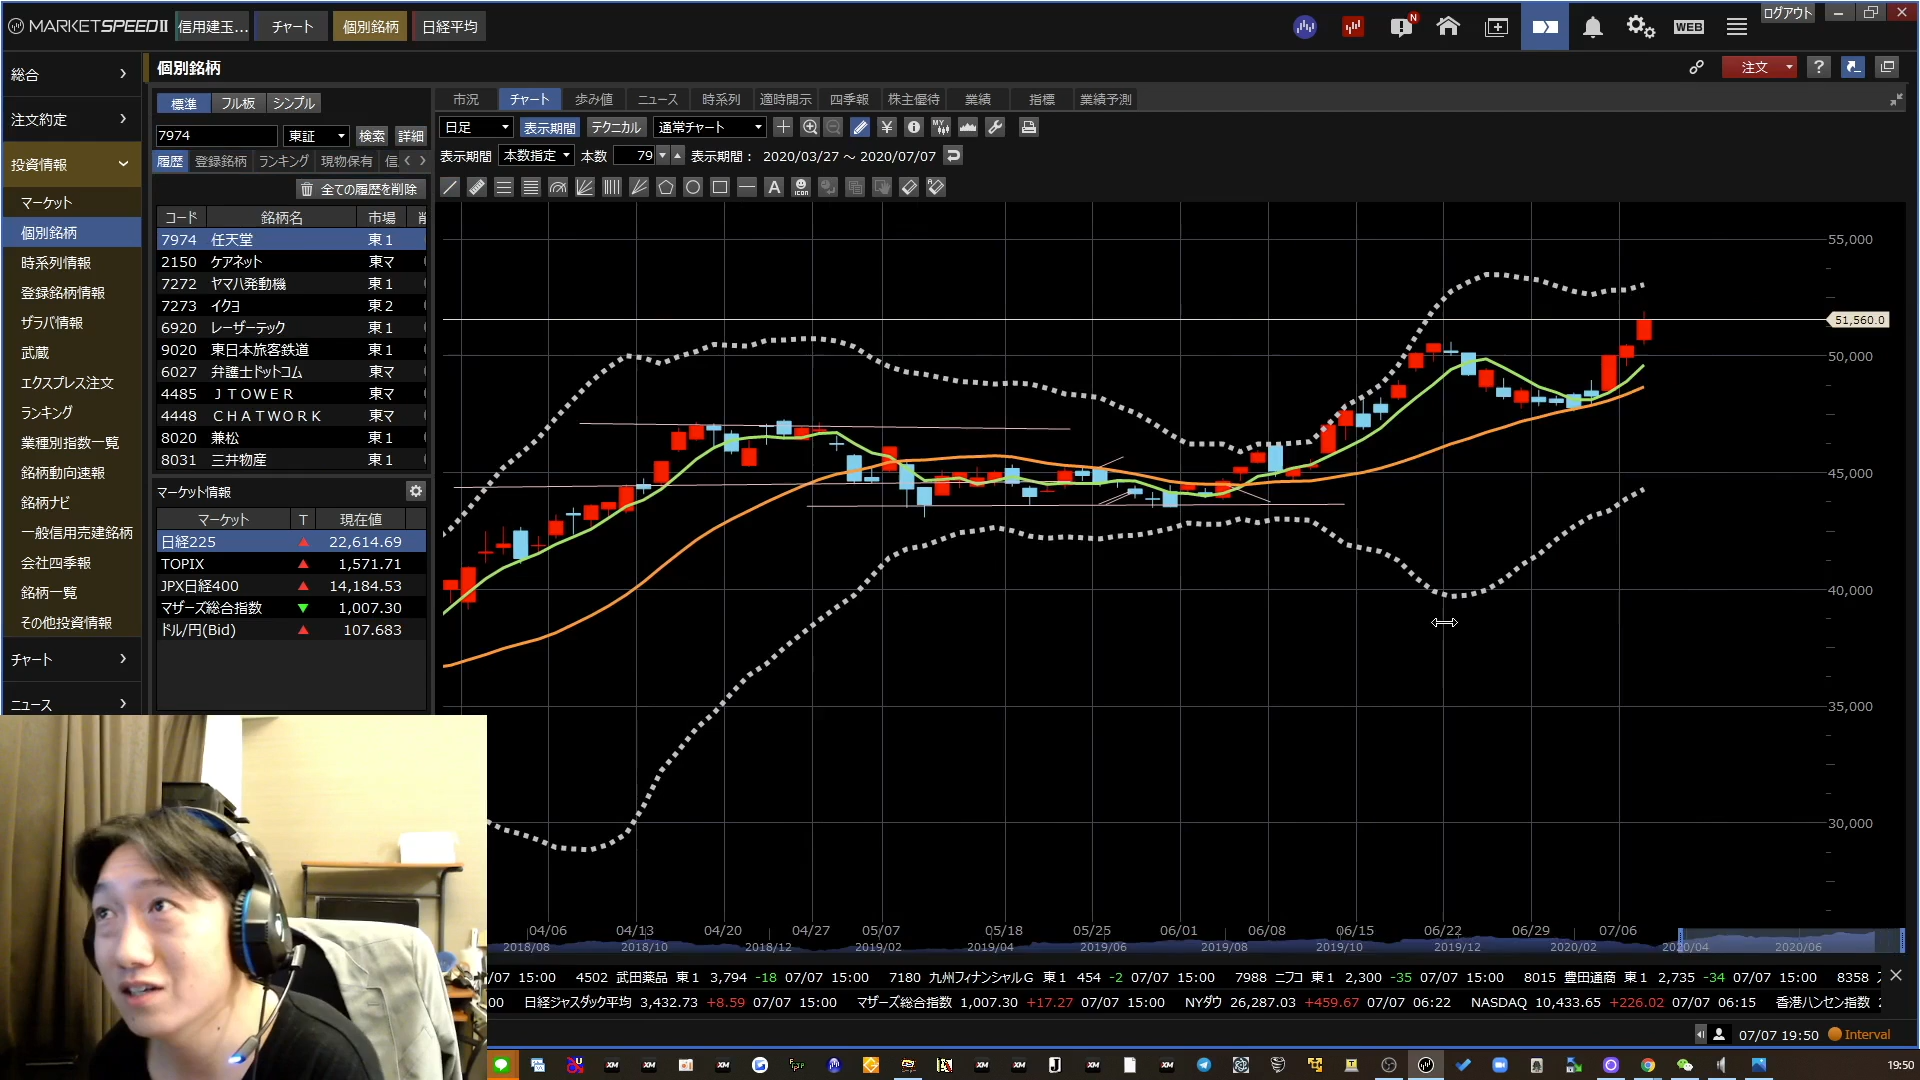 MARKETSPEEDII 信用建玉... チャート 個別銘柄 日経平均 N WEB ログアウト
総合
注文約定
投資情報
マーケット
個別銘柄
時系列情報
登録銘柄情報
ザラバ情報
武蔵
エクスプレス注文
ランキング
業種別指数一覧
銘柄動向速報
銘柄ナビ
一般信用売建銘柄
会社四季報
銘柄一覧
その他投資情報
チャート
ニュース
個別銘柄 注文 ?
標準 フル板 シンプル
7974 東証 検索 詳細
履歴 登録銘柄 ランキング 現物保有 信
全ての履歴を削除
コード 銘柄名 市場
7974 任天堂 東1
2150 ケアネット 東マ
7272 ヤマハ発動機 東1
7273 イクヨ 東2
6920 レーザーテック 東1
9020 東日本旅客鉄道 東1
6027 弁護士ドットコム 東マ
4485 JTOWER 東マ
4448 CHATWORK 東マ
8020 兼松 東1
8031 三井物産 東1
マーケット情報
マーケット T 現在値
日経225 ▲ 22,614.69
TOPIX ▲ 1,571.71
JPX日経400 ▲ 14,184.53
マザーズ総合指数 ▼ 1,007.30
ドル/円(Bid) ▲ 107.683
市況 チャート 歩み値 ニュース 時系列 適時開示 四季報 株主優待 業績 指標 業績予測
日足 表示期間 テクニカル 通常チャート ¥ MY
表示期間 本数指定 本数 79 表示期間: 2020/03/27 ～ 2020/07/07
A ICON
55,000
51,560.0
50,000
45,000
40,000
35,000
30,000
04/06 04/13 04/20 04/27 05/07 05/18 05/25 06/01 06/08 06/15 06/22 06/29 07/06
2018/08 2018/10 2018/12 2019/02 2019/04 2019/06 2019/08 2019/10 2019/12 2020/02 2020/04 2020/06
/07 15:00 4502 武田薬品 東1 3,794 -18 07/07 15:00 7180 九州フィナンシャルG 東1 454 -2 07/07 15:00 7988 ニフコ 東1 2,300 -35 07/07 15:00 8015 豊田通商 東1 2,735 -34 07/07 15:00 8358
00 日経ジャスダック平均 3,432.73 +8.59 07/07 15:00 マザーズ総合指数 1,007.30 +17.27 07/07 15:00 NYダウ 26,287.03 +459.67 07/07 06:22 NASDAQ 10,433.65 +226.02 07/07 06:15 香港ハンセン指数
07/07 19:50 Interval
19:50